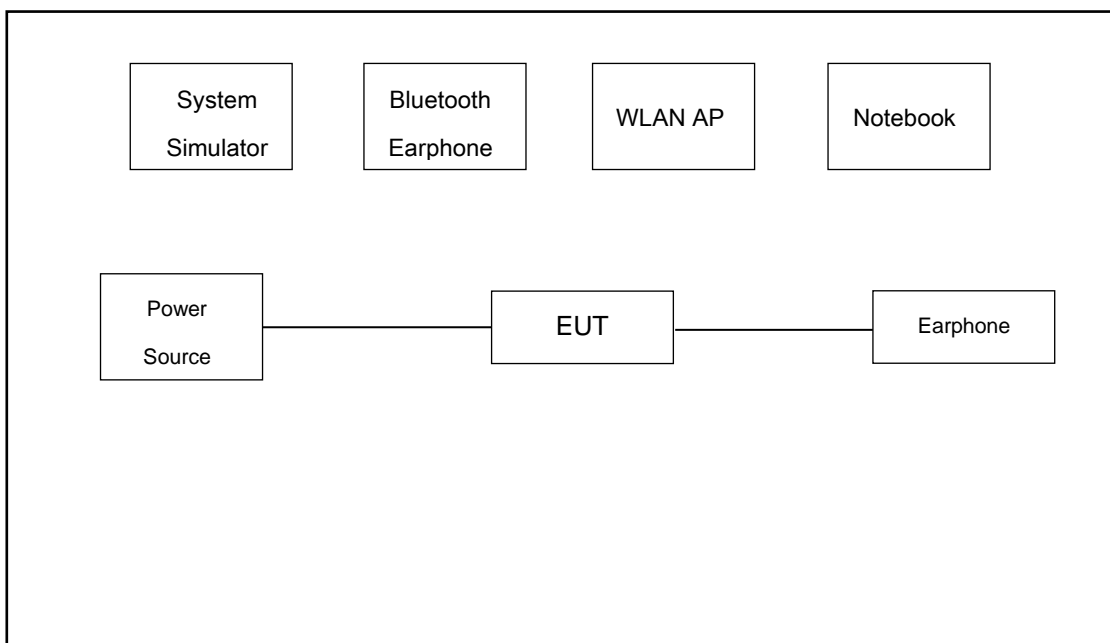 System
Simulator
Bluetooth
Earphone
WLAN AP
Notebook
Power
Source
EUT
Earphone